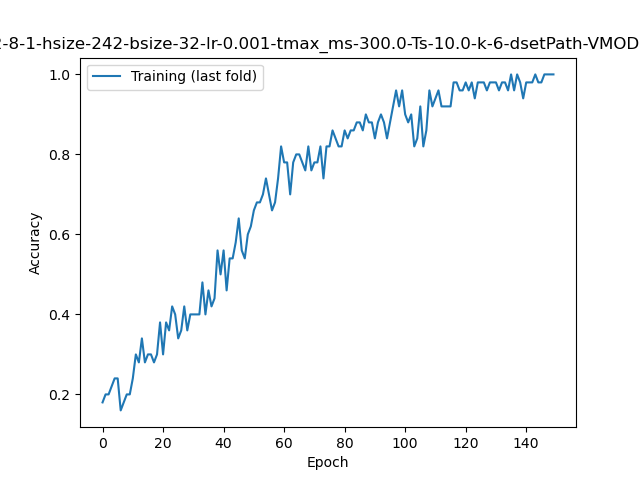 -8-1-hsize-242-bsize-32-lr-0.001-tmax_ms-300.0-Ts-10.0-k-6-dsetPath-VMOD
Training (last fold)
1.0
0.8
0.6
0.4
0.2
Accuracy
0 20 40 60 80 100 120 140
Epoch